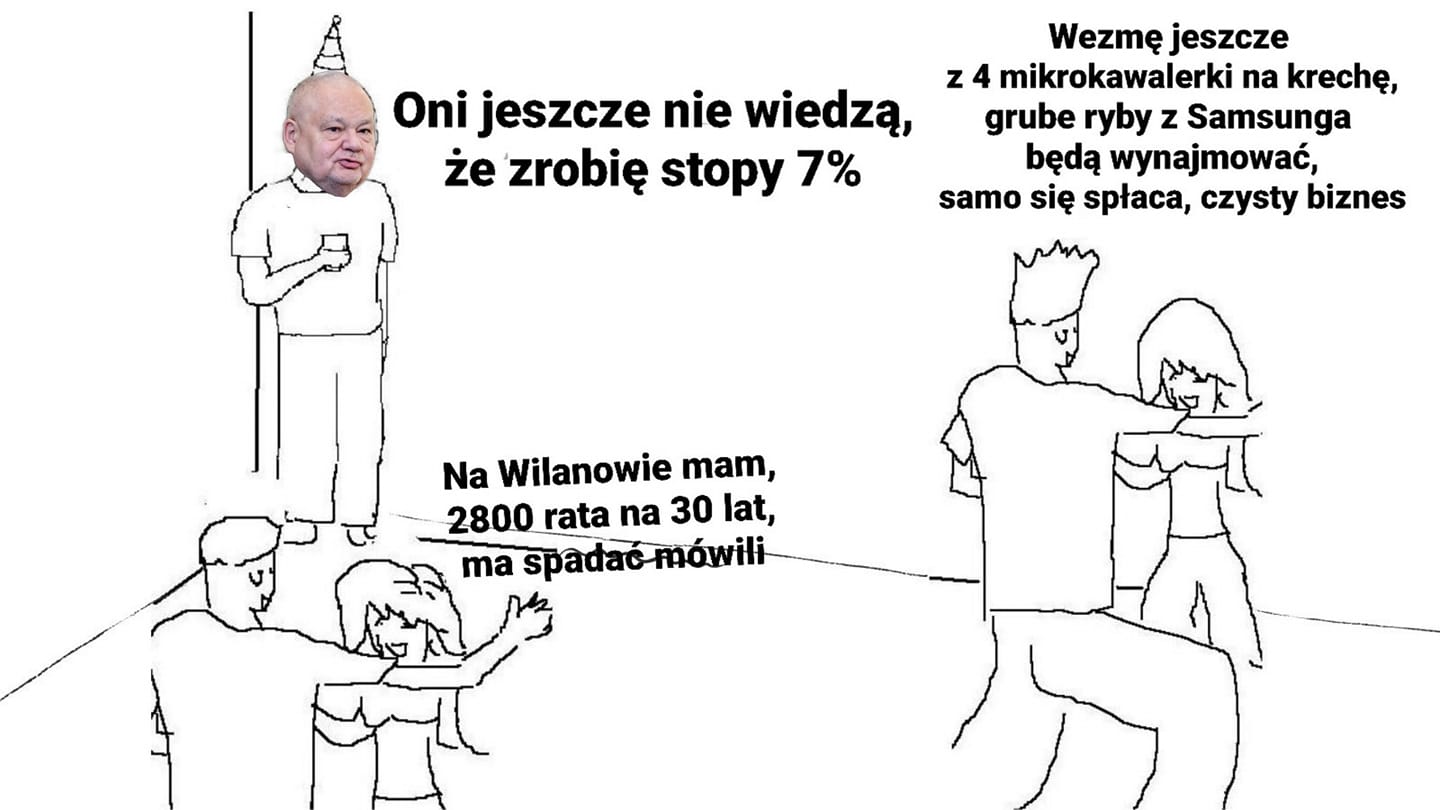 Oni jeszcze nie wiedzą,
że zrobię stopy 7%
Wezmę jeszcze
z 4 mikrokawalerki na krechę,
grube ryby z Samsunga
będą wynajmować,
samo się spłaca, czysty biznes
Na Wilanowie mam,
2800 rata na 30 lat,
ma spadać mówili